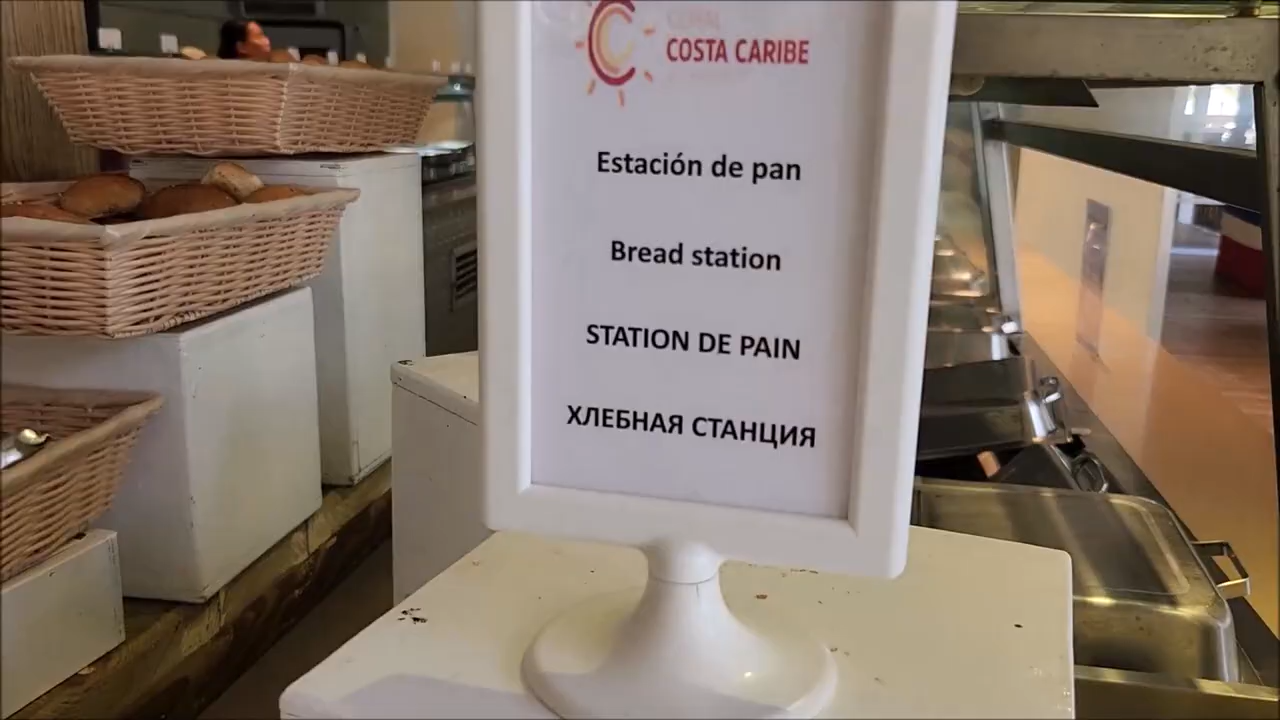 COSTA CARIBE
Estación de pan
Bread station
STATION DE PAIN
ХЛЕБНАЯ СТАНЦИЯ